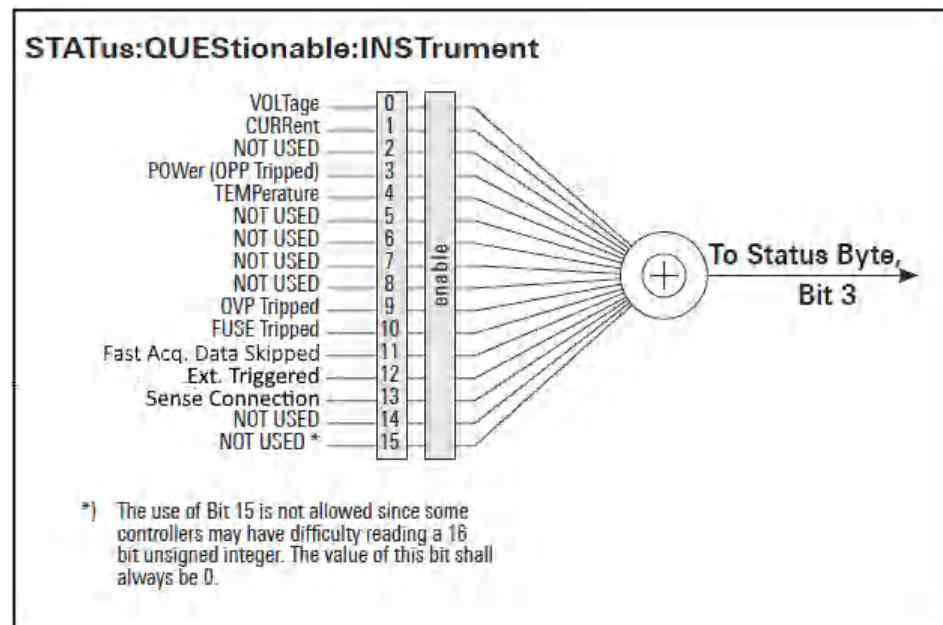 STATus:QUEStionable:INSTrument
VOLTage 0
CURRent 1
NOT USED 2
POWer (OPP Tripped) 3
TEMPerature 4
NOT USED 5
NOT USED 6
NOT USED 7
NOT USED 8
OVP Tripped 9
FUSE Tripped 10
Fast Acq. Data Skipped 11
Ext. Triggered 12
Sense Connection 13
NOT USED 14
NOT USED * 15
enable
To Status Byte,
Bit 3
*) The use of Bit 15 is not allowed since some
controllers may have difficulty reading a 16
bit unsigned integer. The value of this bit shall
always be 0.